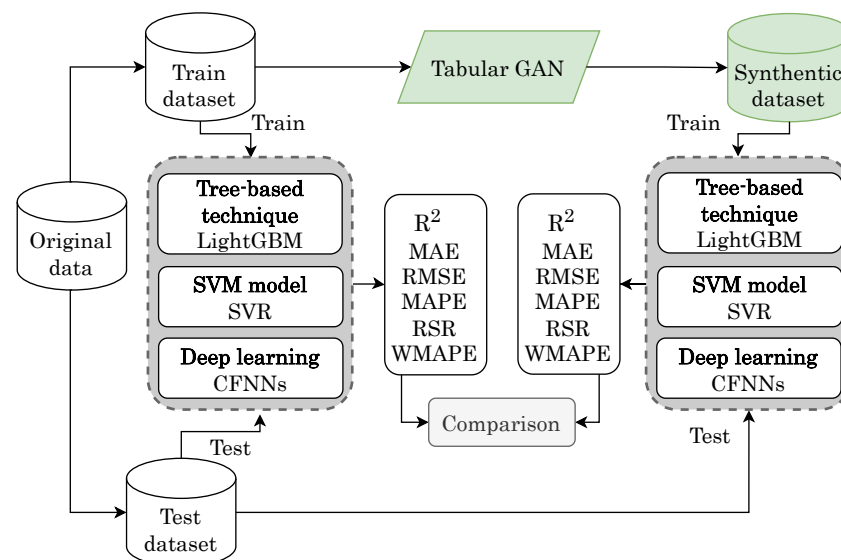 Train
dataset
Tabular GAN
Synthentic
dataset
Train
Train
Original
data
Tree-based
technique
LightGBM
SVM model
SVR
Deep learning
CFNNs
R²
MAE
RMSE
MAPE
RSR
WMAPE
R²
MAE
RMSE
MAPE
RSR
WMAPE
Tree-based
technique
LightGBM
SVM model
SVR
Deep learning
CFNNs
Comparison
Test
Test
Test
dataset